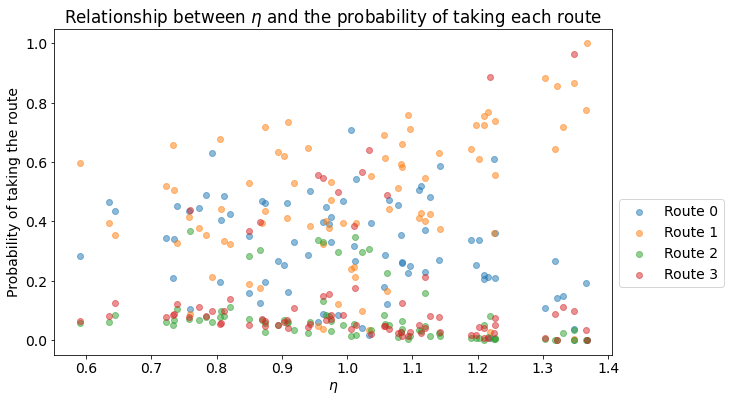 Relationship between η and the probability of taking each route
Probability of taking the route
1.0
0.8
0.6
0.4
0.2
0.0
0.6 0.7 0.8 0.9 1.0 1.1 1.2 1.3 1.4
η
Route 0
Route 1
Route 2
Route 3